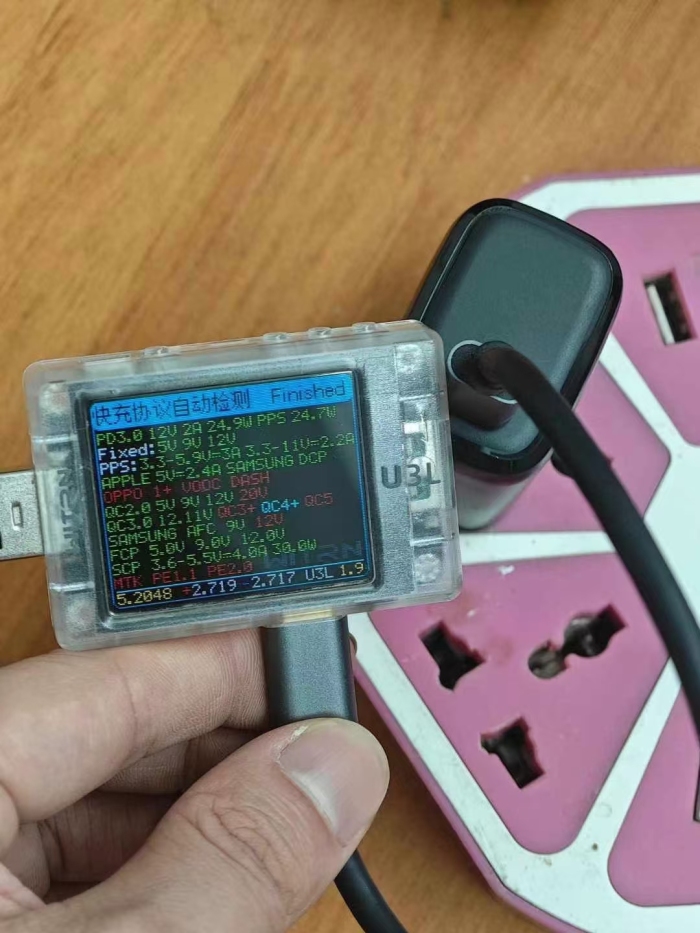 快充协议自动检测 Finished
PD3.0 12V 2A 24.9W PPS 24.7W
Fixed: 5V 9V 12V
PPS: 3.3-5.9V=3A 3.3-11V=2.2A
APPLE 5V=2.4A SAMSUNG DCP
OPPO 1+ VOOC DASH
QC2.0 5V 9V 12V 20V
QC3.0 12.11V QC3+ QC4+ QC5
SAMSUNG AFC 9V 12V
FCP 5.0V 9.0V 12.0V
SCP 3.6-5.5V=4.0A 30.0W
MTK PE1.1 PE2.0
5.2048 +2.719 -2.717 U3L 1.9
U3L
WITRN
WITRN